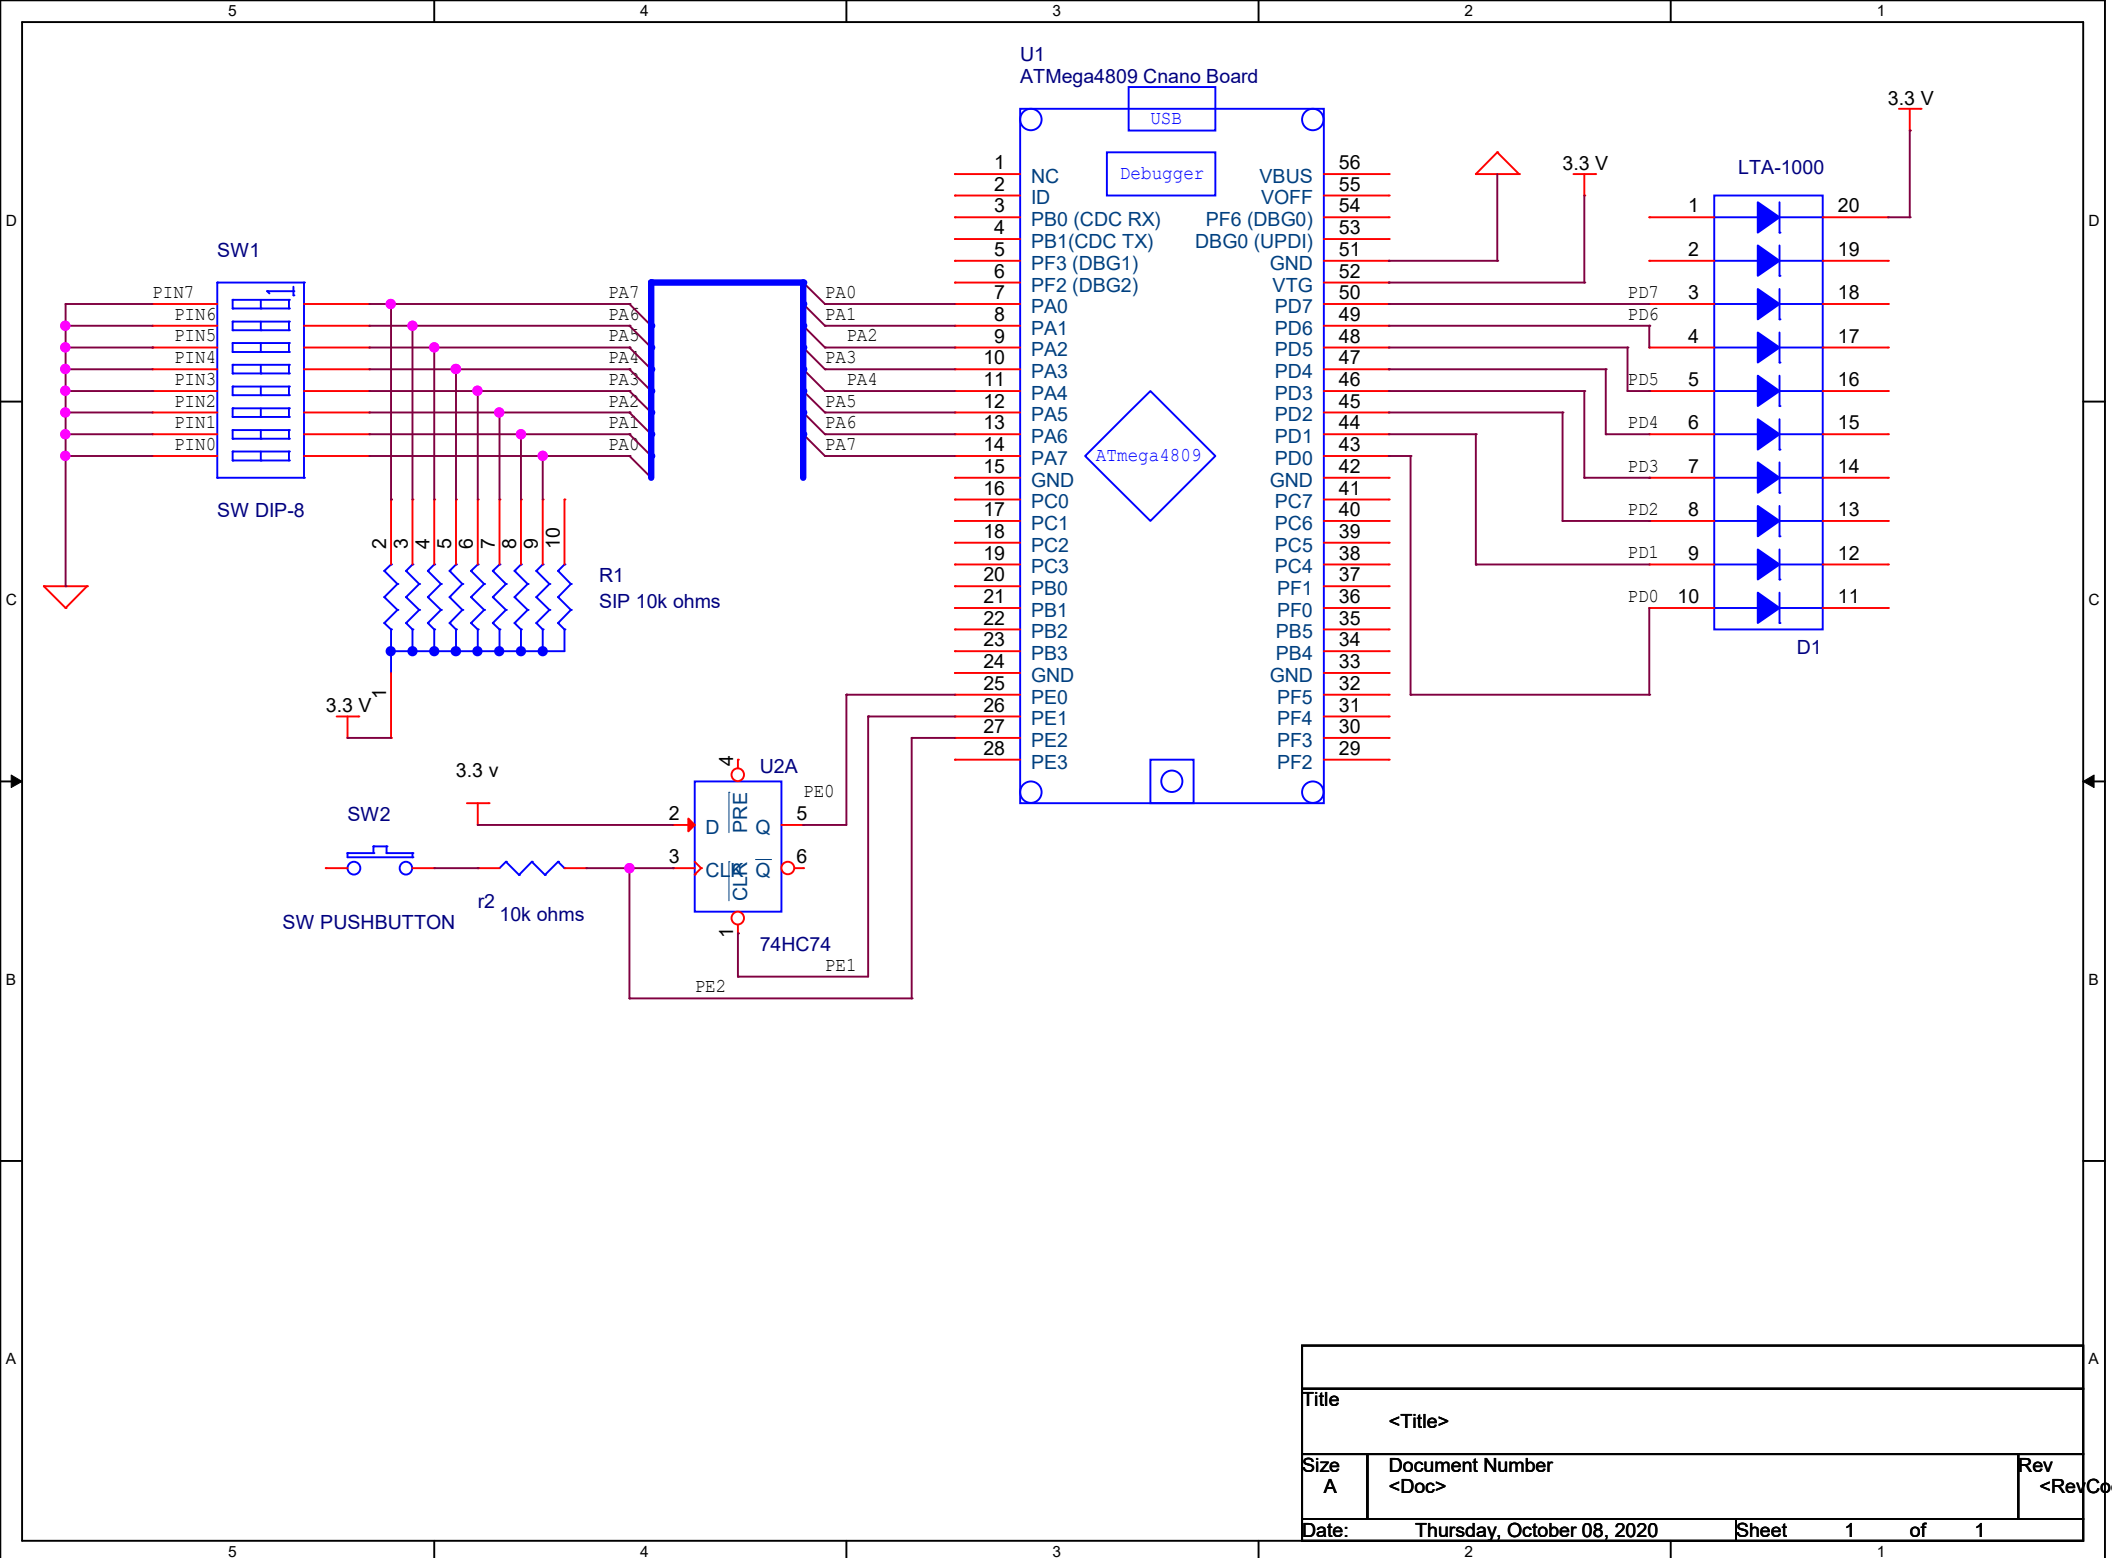 5 4 3 2 1
D
C
B
A
D
C
B
A
U1
ATMega4809 Cnano Board
USB
Debugger
ATmega4809
1 NC
2 ID
3 PB0 (CDC RX)
4 PB1(CDC TX)
5 PF3 (DBG1)
6 PF2 (DBG2)
7 PA0
8 PA1
9 PA2
10 PA3
11 PA4
12 PA5
13 PA6
14 PA7
15 GND
16 PC0
17 PC1
18 PC2
19 PC3
20 PB0
21 PB1
22 PB2
23 PB3
24 GND
25 PE0
26 PE1
27 PE2
28 PE3
VBUS 56
VOFF 55
PF6 (DBG0) 54
DBG0 (UPDI) 53
GND 51
VTG 52
PD7 50
PD6 49
PD5 48
PD4 47
PD3 46
PD2 45
PD1 44
PD0 43
GND 42
PC7 41
PC6 40
PC5 39
PC4 38
PF1 37
PF0 36
PB5 35
PB4 34
GND 33
PF5 32
PF4 31
PF3 30
PF2 29
SW1
1
PIN7
PIN6
PIN5
PIN4
PIN3
PIN2
PIN1
PIN0
SW DIP-8
PA7
PA6
PA5
PA4
PA3
PA2
PA1
PA0
PA0
PA1
PA2
PA3
PA4
PA5
PA6
PA7
2 3 4 5 6 7 8 9 10
R1
SIP 10k ohms
1
3.3 V
3.3 v
SW2
SW PUSHBUTTON
r2
10k ohms
U2A
4
2 D PRE Q 5
3 CLK CLR Q 6
1
74HC74
PE0
PE1
PE2
3.3 V
3.3 V
LTA-1000
PD7
PD6
PD5
PD4
PD3
PD2
PD1
PD0
1 20
2 19
3 18
4 17
5 16
6 15
7 14
8 13
9 12
10 11
D1
Title
<Title>
Size
A
Document Number
<Doc>
Rev
<RevCo
Date: Thursday, October 08, 2020
Sheet 1 of 1
5 4 3 2 1